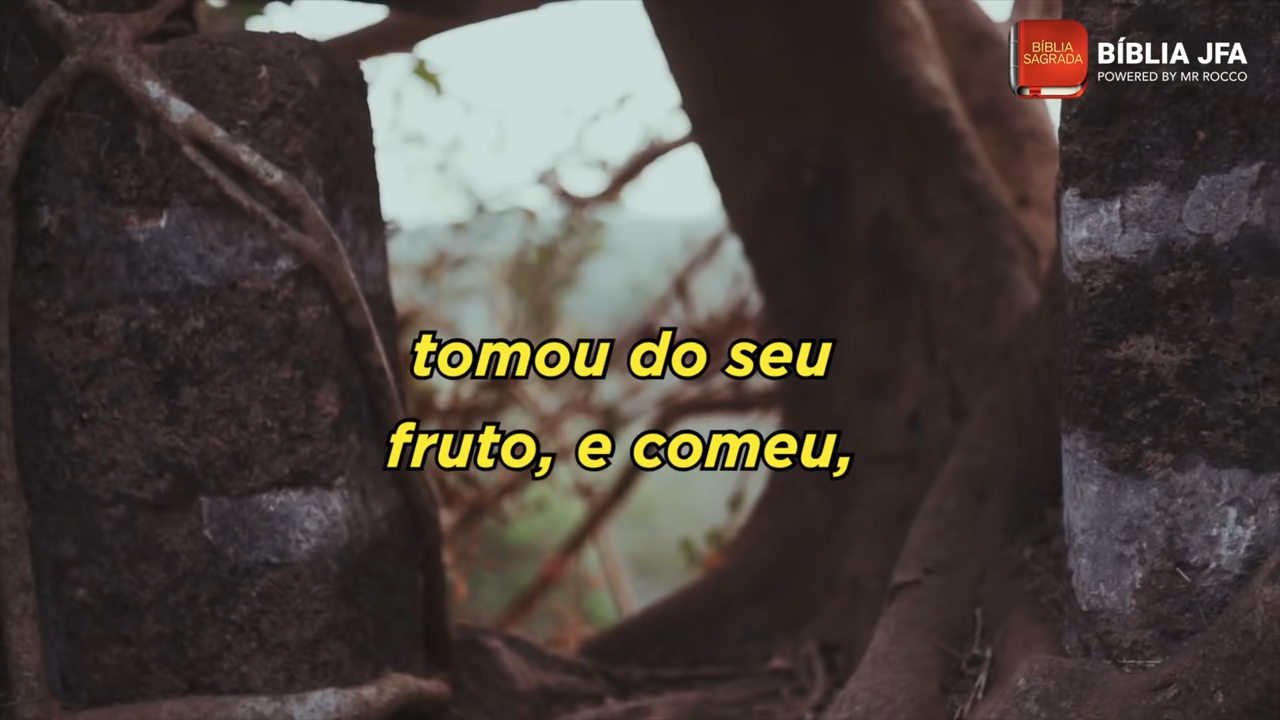 BÍBLIA
SAGRADA
BÍBLIA JFA
POWERED BY MR ROCCO
tomou do seu
fruto, e comeu,